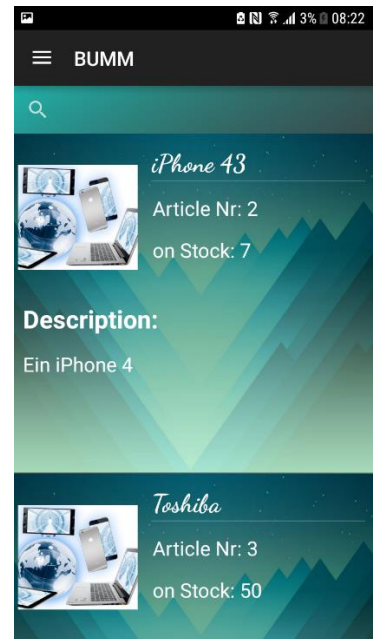 3% 08:22
BUMM
iPhone 43
Article Nr: 2
on Stock: 7
Description:
Ein iPhone 4
Toshiba
Article Nr: 3
on Stock: 50